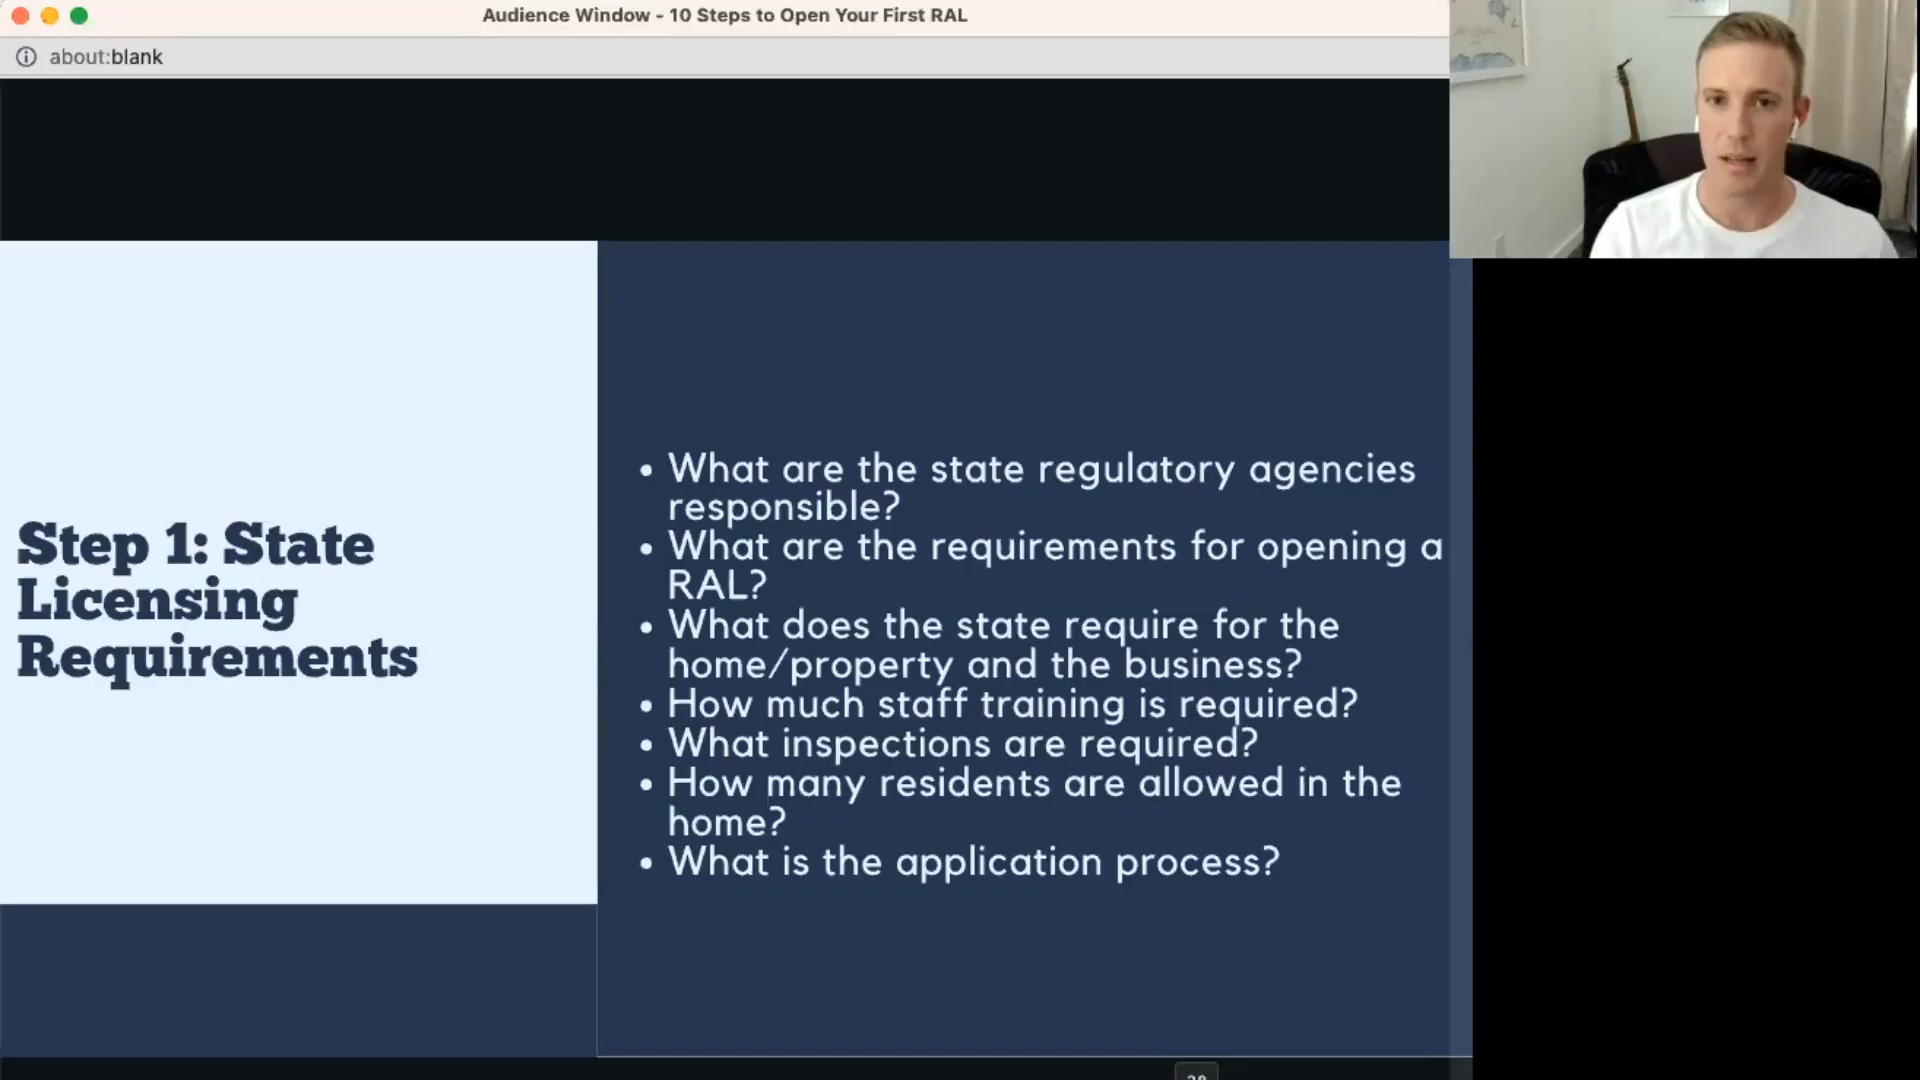 Audience Window - 10 Steps to Open Your First RAL
about:blank
Step 1: State
Licensing
Requirements
• What are the state regulatory agencies
responsible?
• What are the requirements for opening a
RAL?
• What does the state require for the
home/property and the business?
• How much staff training is required?
• What inspections are required?
• How many residents are allowed in the
home?
• What is the application process?